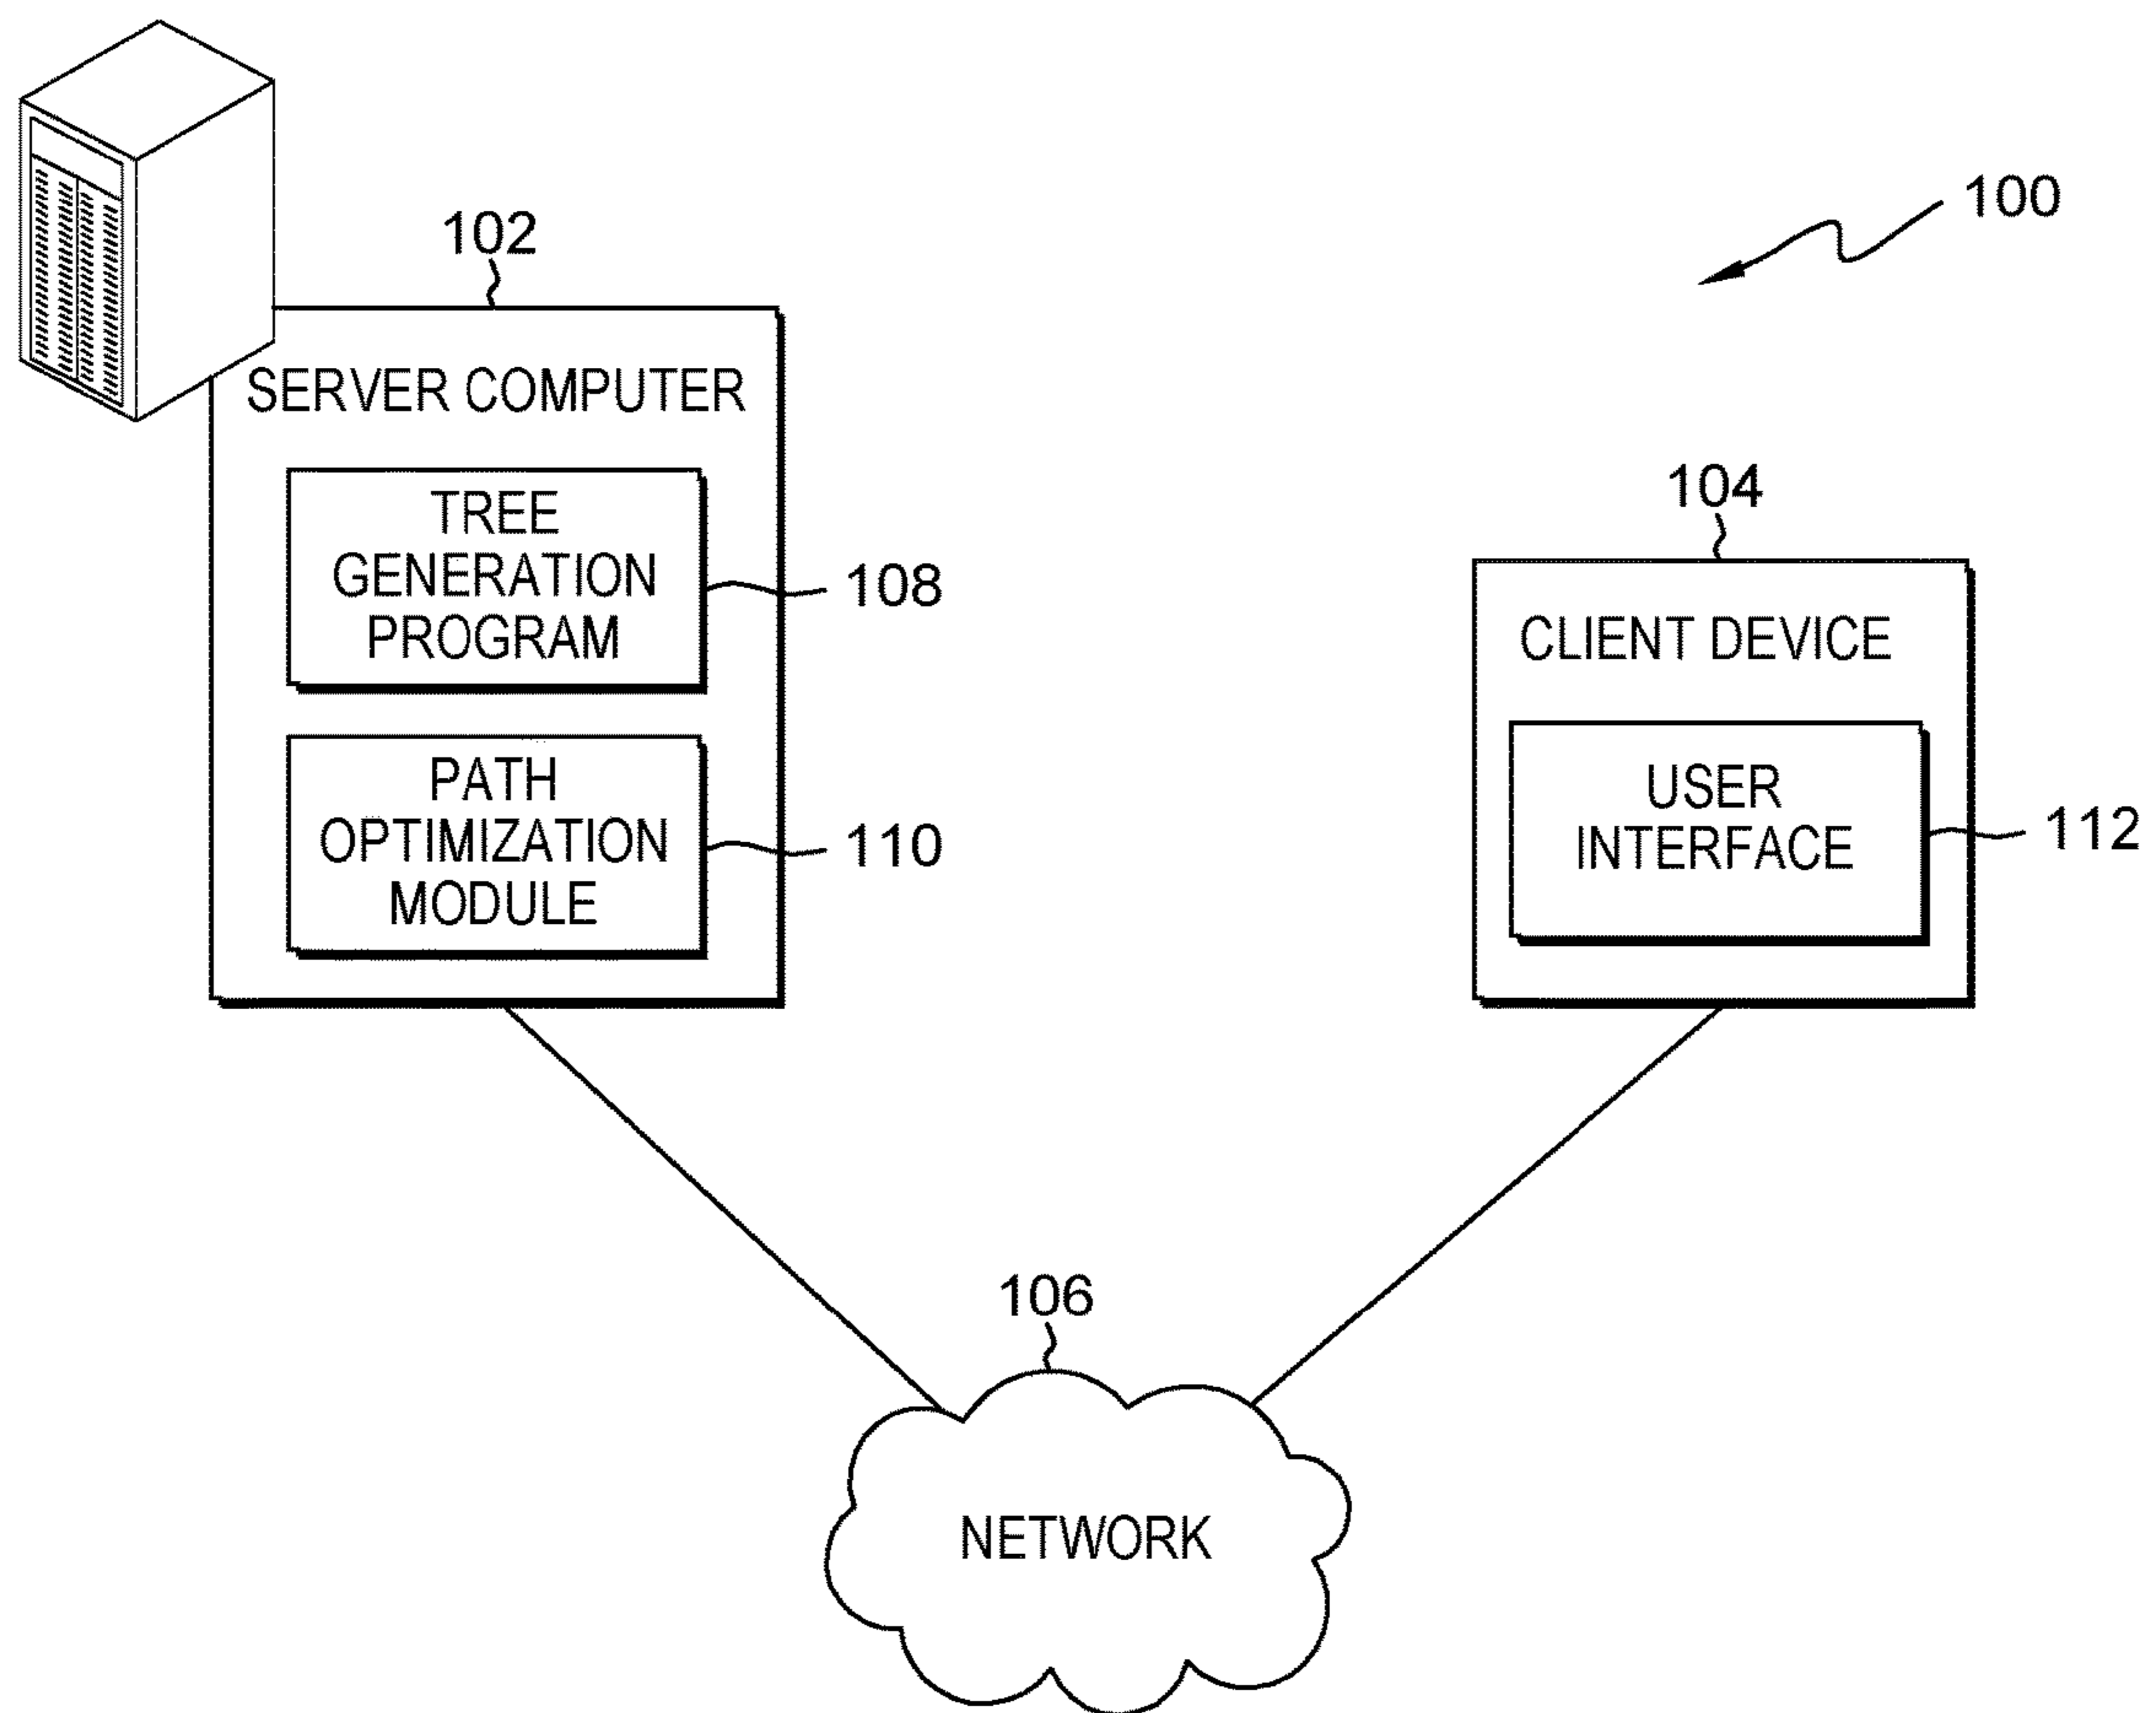 100
102
SERVER COMPUTER
TREE
GENERATION
PROGRAM
108
PATH
OPTIMIZATION
MODULE
110
104
CLIENT DEVICE
USER
INTERFACE
112
106
NETWORK